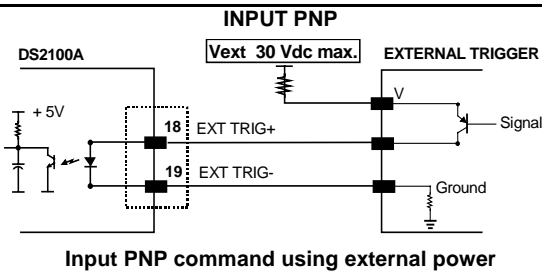 INPUT PNP
DS2100A
Vext 30 Vdc max.
EXTERNAL TRIGGER
V
+ 5V
Signal
18 EXT TRIG+
19 EXT TRIG-
Ground
Input PNP command using external power